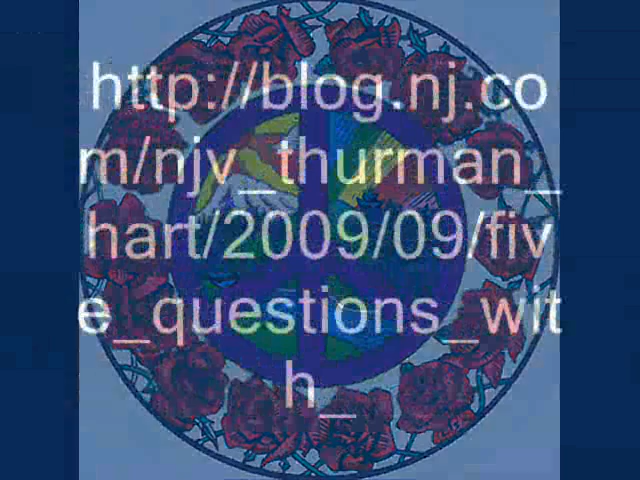 http://blog.nj.co
m/njv_thurman_
hart/2009/09/fiv
e_questions_wit
h_